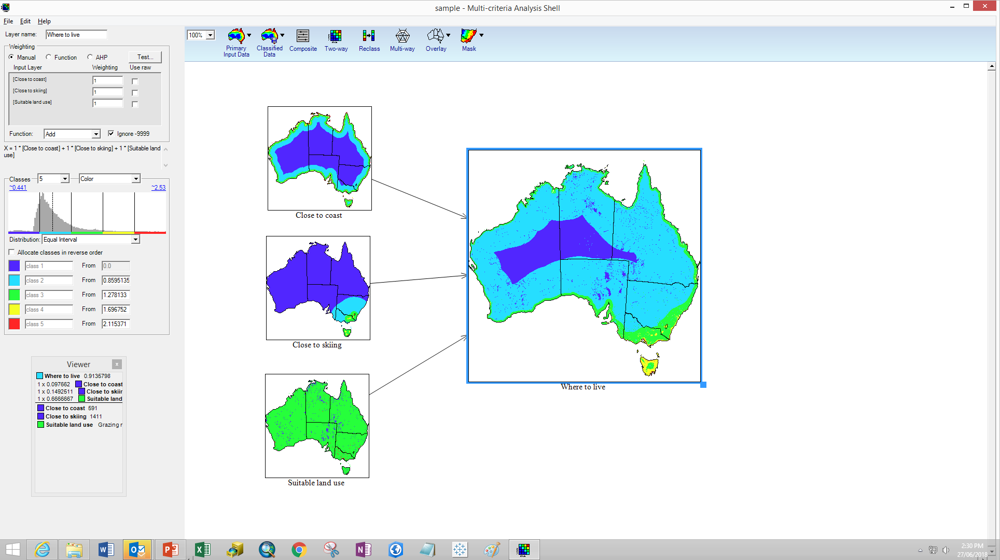 sample - Multi-criteria Analysis Shell
File Edit Help
Layer name: Where to live
Weighting
Manual Function AHP Test...
Input Layer Weighting Use raw
[Close to coast] 1
[Close to skiing] 1
[Suitable land use] 1
Function: Add Ignore -9999
X = 1 * [Close to coast] + 1 * [Close to skiing] + 1 * [Suitable land
use]
Classes 5 Color
~0.441 ~2.53
Distribution: Equal Interval
Allocate classes in reverse order
class 1 From 0.0
class 2 From 0.8595135
class 3 From 1.278133
class 4 From 1.696752
class 5 From 2.115371
Viewer x
Where to live 0.9135798
1 x 0.097662 Close to coast
1 x 0.1492511 Close to skiir
1 x 0.6666667 Suitable land
Close to coast 591
Close to skiing 1411
Suitable land use Grazing r
100%
Primary
Input Data
Classified
Data
Composite
Two-way
Reclass
Multi-way
Overlay
Mask
Close to coast
Close to skiing
Suitable land use
Where to live
2:30 PM
27/06/2018